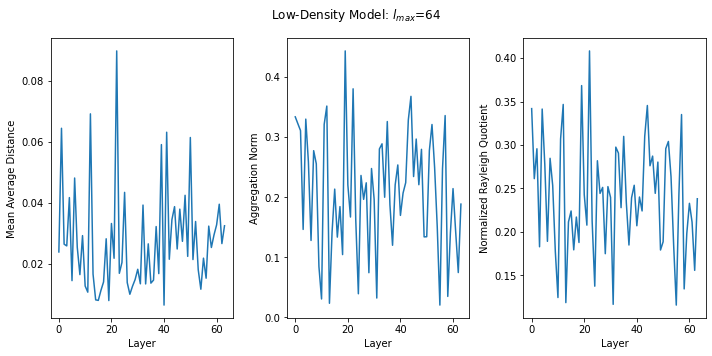 Low-Density Model: l_max=64
Mean Average Distance
0.08
0.06
0.04
0.02
0 20 40 60
Layer
Aggregation Norm
0.4
0.3
0.2
0.1
0.0
0 20 40 60
Layer
Normalized Rayleigh Quotient
0.40
0.35
0.30
0.25
0.20
0.15
0 20 40 60
Layer